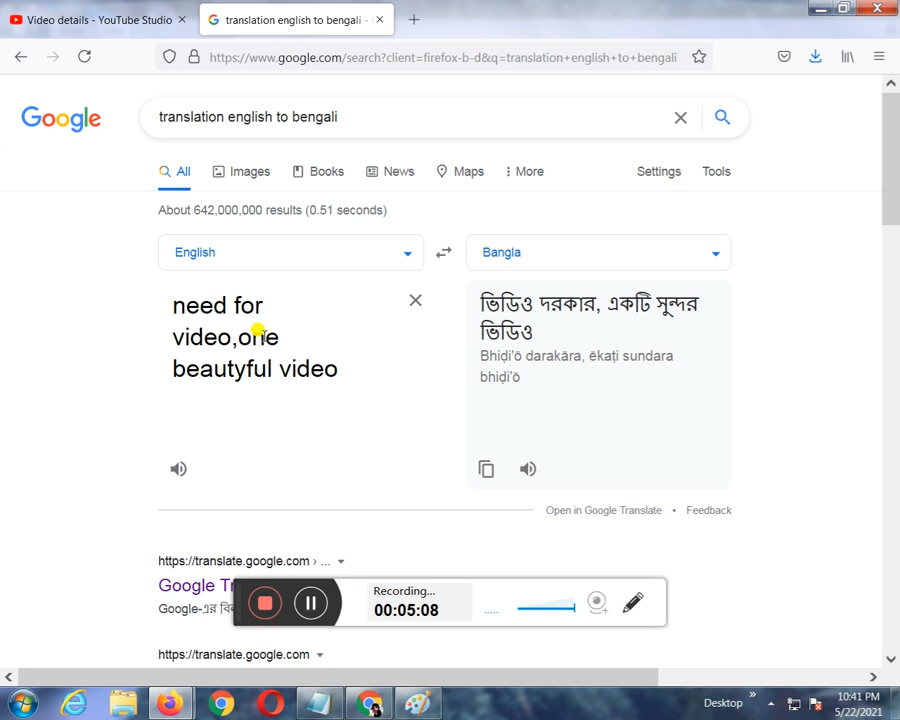 Video details - YouTube Studio
translation english to bengali -
https://www.google.com/search?client=firefox-b-d&q=translation+english+to+bengali
Google
translation english to bengali
All Images Books News Maps More Settings Tools
About 642,000,000 results (0.51 seconds)
English
Bangla
need for
video,one
beautyful video
ভিডিও দরকার, একটি সুন্দর
ভিডিও
Bhiḍi'ō darakāra, ēkaṭi sundara
bhiḍi'ō
Open in Google Translate • Feedback
https://translate.google.com › ...
Google
Google-এর
Recording...
00:05:08
https://translate.google.com
Desktop
10:41 PM
5/22/2021